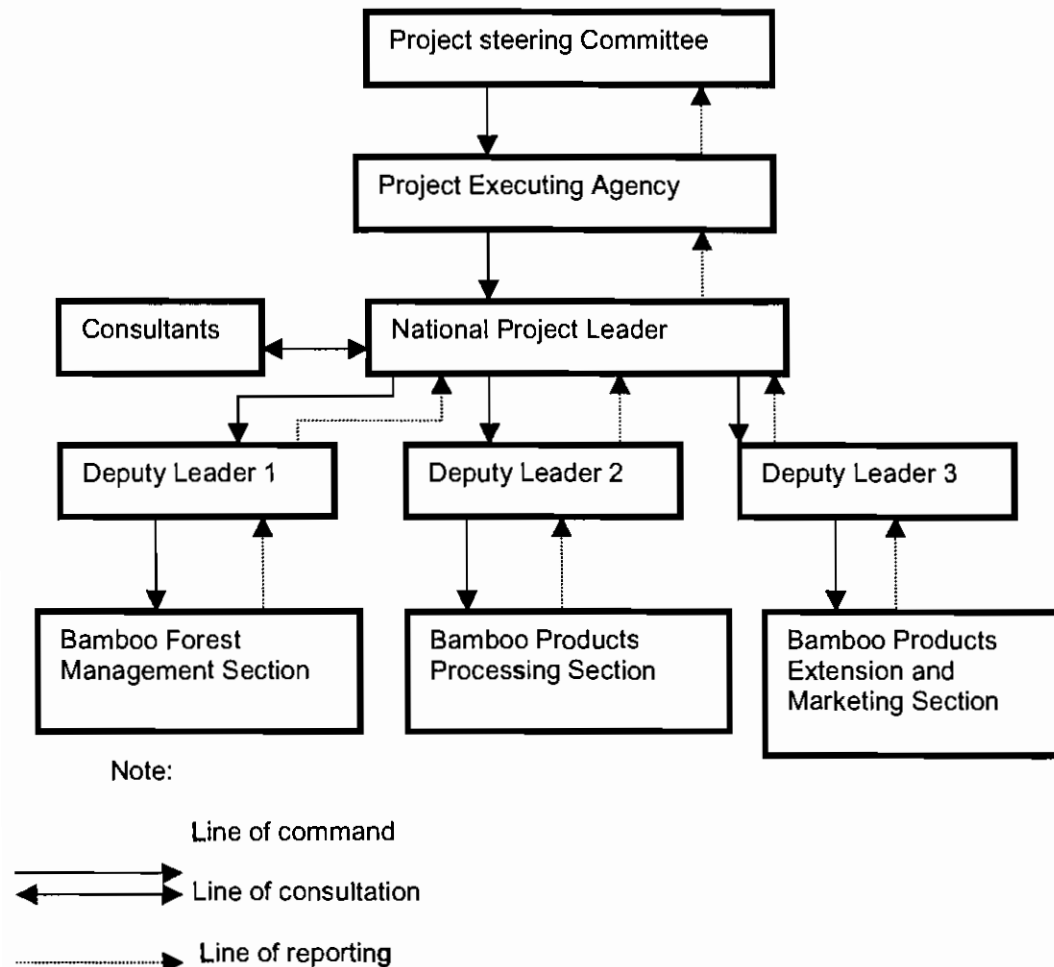 Project steering Committee
Project Executing Agency
Consultants
National Project Leader
Deputy Leader 1
Deputy Leader 2
Deputy Leader 3
Bamboo Forest
Management Section
Bamboo Products
Processing Section
Bamboo Products
Extension and
Marketing Section
Note:
Line of command
Line of consultation
Line of reporting